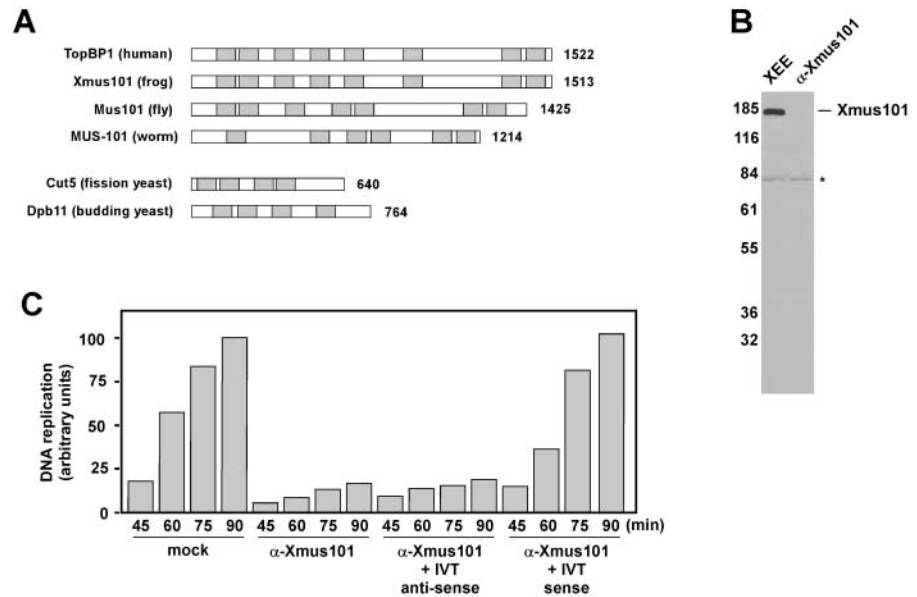 A
TopBP1 (human) 1522
Xmus101 (frog) 1513
Mus101 (fly) 1425
MUS-101 (worm) 1214
Cut5 (fission yeast) 640
Dpb11 (budding yeast) 764
B
XEE α-Xmus101
185 — Xmus101
116
84 *
61
55
36
32
C
DNA replication
(arbitrary units)
100
75
50
25
0
45 60 75 90 45 60 75 90 45 60 75 90 45 60 75 90 (min)
mock α-Xmus101 α-Xmus101 α-Xmus101
+ IVT + IVT
anti-sense sense